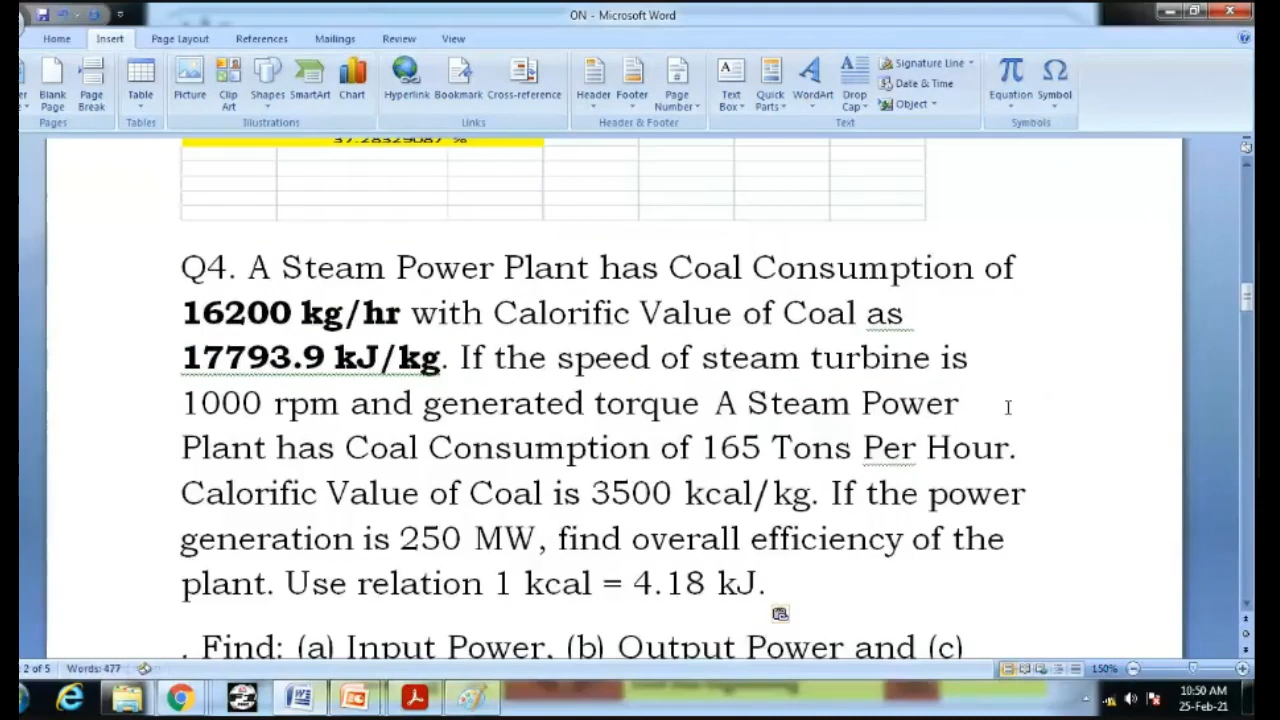 ON - Microsoft Word
Home Insert Page Layout References Mailings Review View
Blank Page
Page Break
Table
Picture
Clip Art
Shapes
SmartArt
Chart
Hyperlink
Bookmark
Cross-reference
Header
Footer
Page Number
Text Box
Quick Parts
WordArt
Drop Cap
Signature Line
Date & Time
Object
Equation
Symbol
Pages Tables Illustrations Links Header & Footer Text Symbols
37.28329087 %
Q4. A Steam Power Plant has Coal Consumption of
16200 kg/hr with Calorific Value of Coal as
17793.9 kJ/kg. If the speed of steam turbine is
1000 rpm and generated torque A Steam Power
Plant has Coal Consumption of 165 Tons Per Hour.
Calorific Value of Coal is 3500 kcal/kg. If the power
generation is 250 MW, find overall efficiency of the
plant. Use relation 1 kcal = 4.18 kJ.
. Find: (a) Input Power, (b) Output Power and (c)
2 of 5 Words: 477 150%
10:50 AM
25-Feb-21